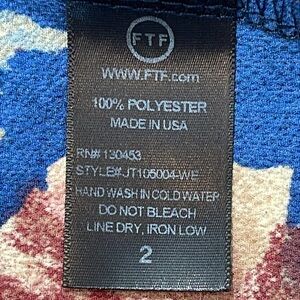 FTF
WWW.FTF.com
100% POLYESTER
MADE IN USA
RN# 130453
STYLE# JT105004-WE
HAND WASH IN COLD WATER
DO NOT BLEACH
LINE DRY, IRON LOW
2